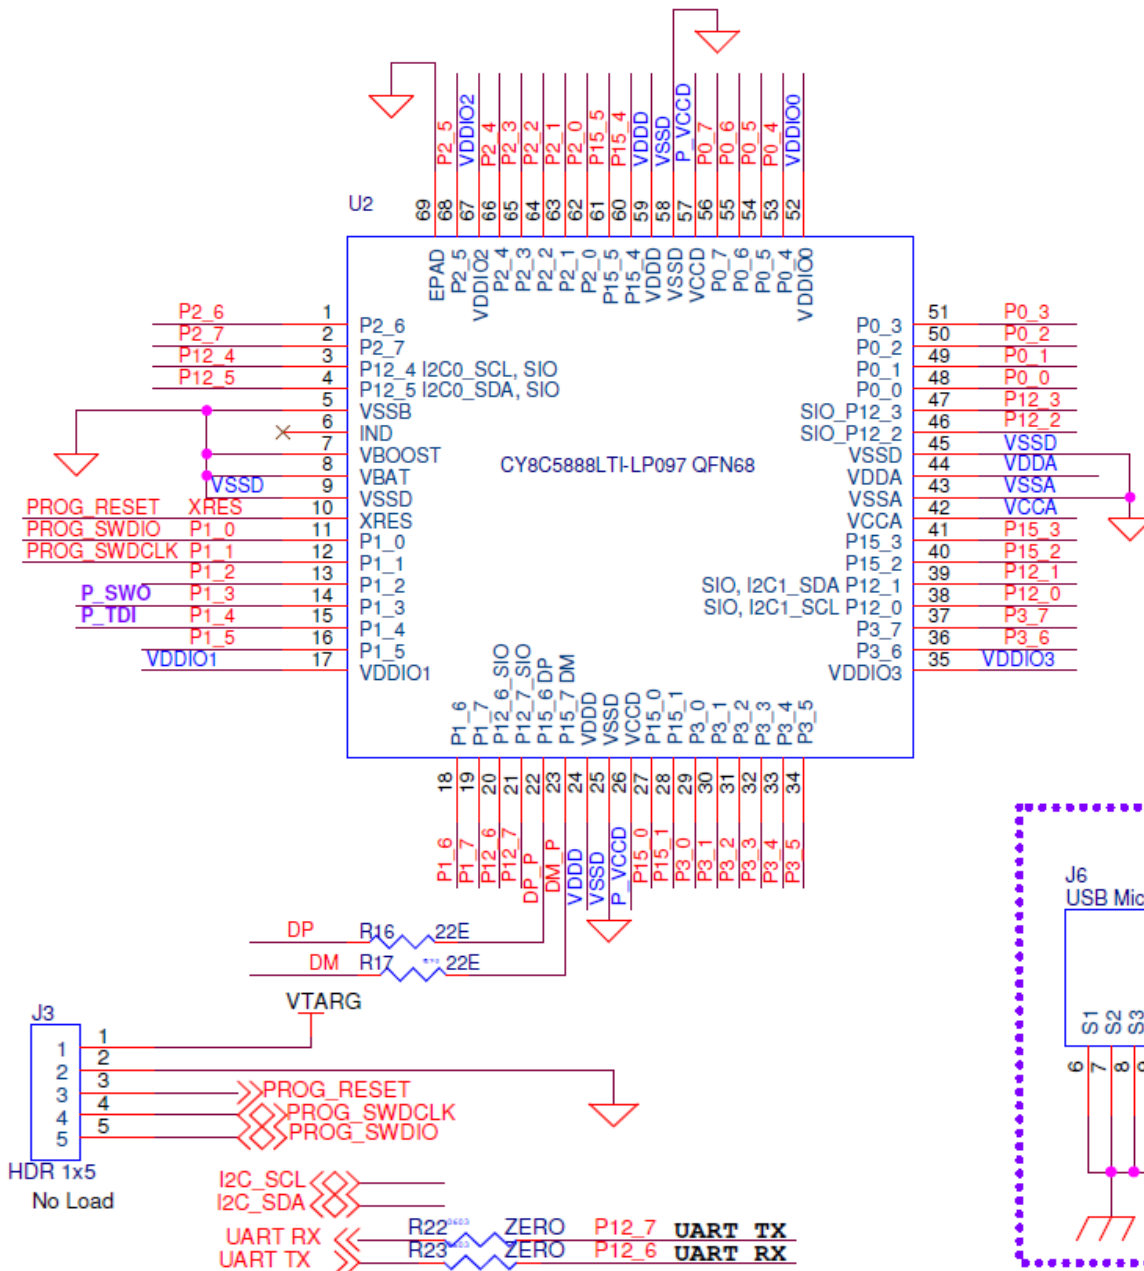 P2_5
VDDIO2
P2_4
P2_3
P2_2
P2_1
P2_0
P15_5
P15_4
VDDD
VSSD
P_VCCD
P0_7
P0_6
P0_5
P0_4
VDDIO0
U2
69
68
67
66
65
64
63
62
61
60
59
58
57
56
55
54
53
52
EPAD
P2_5
VDDIO2
P2_4
P2_3
P2_2
P2_1
P2_0
P15_5
P15_4
VDDD
VSSD
VCCD
P0_7
P0_6
P0_5
P0_4
VDDIO0
P2_6 1 P2_6
P2_7 2 P2_7
P12_4 3 P12_4 I2C0_SCL, SIO
P12_5 4 P12_5 I2C0_SDA, SIO
5 VSSB
6 IND
7 VBOOST
8 VBAT
VSSD 9 VSSD
PROG_RESET XRES 10 XRES
PROG_SWDIO P1_0 11 P1_0
PROG_SWDCLK P1_1 12 P1_1
P1_2 13 P1_2
P_SWO P1_3 14 P1_3
P_TDI P1_4 15 P1_4
P1_5 16 P1_5
VDDIO1 17 VDDIO1
CY8C5888LTI-LP097 QFN68
P0_3 51 P0_3
P0_2 50 P0_2
P0_1 49 P0_1
P0_0 48 P0_0
SIO_P12_3 47 P12_3
SIO_P12_2 46 P12_2
VSSD 45 VSSD
VDDA 44 VDDA
VSSA 43 VSSA
VCCA 42 VCCA
P15_3 41 P15_3
P15_2 40 P15_2
SIO, I2C1_SDA P12_1 39 P12_1
SIO, I2C1_SCL P12_0 38 P12_0
P3_7 37 P3_7
P3_6 36 P3_6
VDDIO3 35 VDDIO3
P1_6
P1_7
P12_6_SIO
P12_7_SIO
P15_6 DP
P15_7 DM
VDDD
VSSD
VCCD
P15_0
P15_1
P3_0
P3_1
P3_2
P3_3
P3_4
P3_5
18
19
20
21
22
23
24
25
26
27
28
29
30
31
32
33
34
P1_6
P1_7
P12_6
P12_7
DP_P
DM_P
VDDD
VSSD
P_VCCD
P15_0
P15_1
P3_0
P3_1
P3_2
P3_3
P3_4
P3_5
DP R16 22E
DM R17 22E
VTARG
J3
1 1
2 2
3 3 PROG_RESET
4 4 PROG_SWDCLK
5 5 PROG_SWDIO
HDR 1x5
No Load
I2C_SCL
I2C_SDA
UART RX R22 0603 ZERO P12_7 UART TX
UART TX R23 0603 ZERO P12_6 UART RX
J6
USB Mic
S1
S2
S3
6
7
8